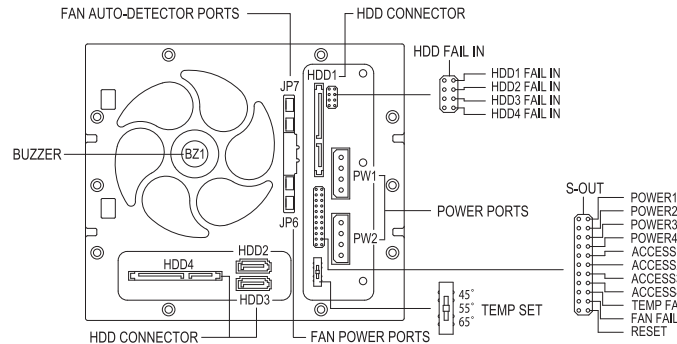 FAN AUTO-DETECTOR PORTS
HDD CONNECTOR
HDD FAIL IN
HDD1
HDD1 FAIL IN
HDD2 FAIL IN
HDD3 FAIL IN
HDD4 FAIL IN
JP7
BUZZER
BZ1
PW1
S-OUT
POWER1
POWER2
POWER3
POWER4
ACCESS
ACCESS
ACCESS
ACCESS
TEMP FA
FAN FAIL
RESET
POWER PORTS
JP6
PW2
HDD2
HDD4
HDD3
45°
55°
65°
TEMP SET
HDD CONNECTOR
FAN POWER PORTS